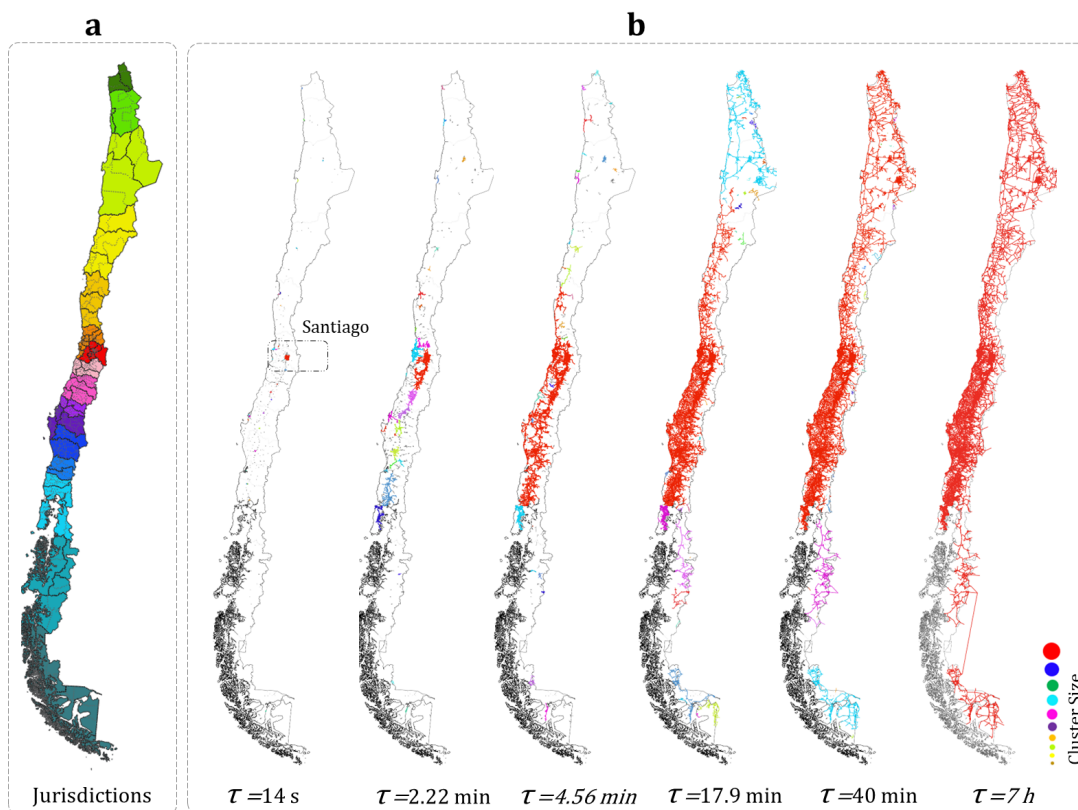 a
b
Santiago
Cluster Size
Jurisdictions
τ =14 s
τ =2.22 min
τ =4.56 min
τ =17.9 min
τ =40 min
τ =7 h